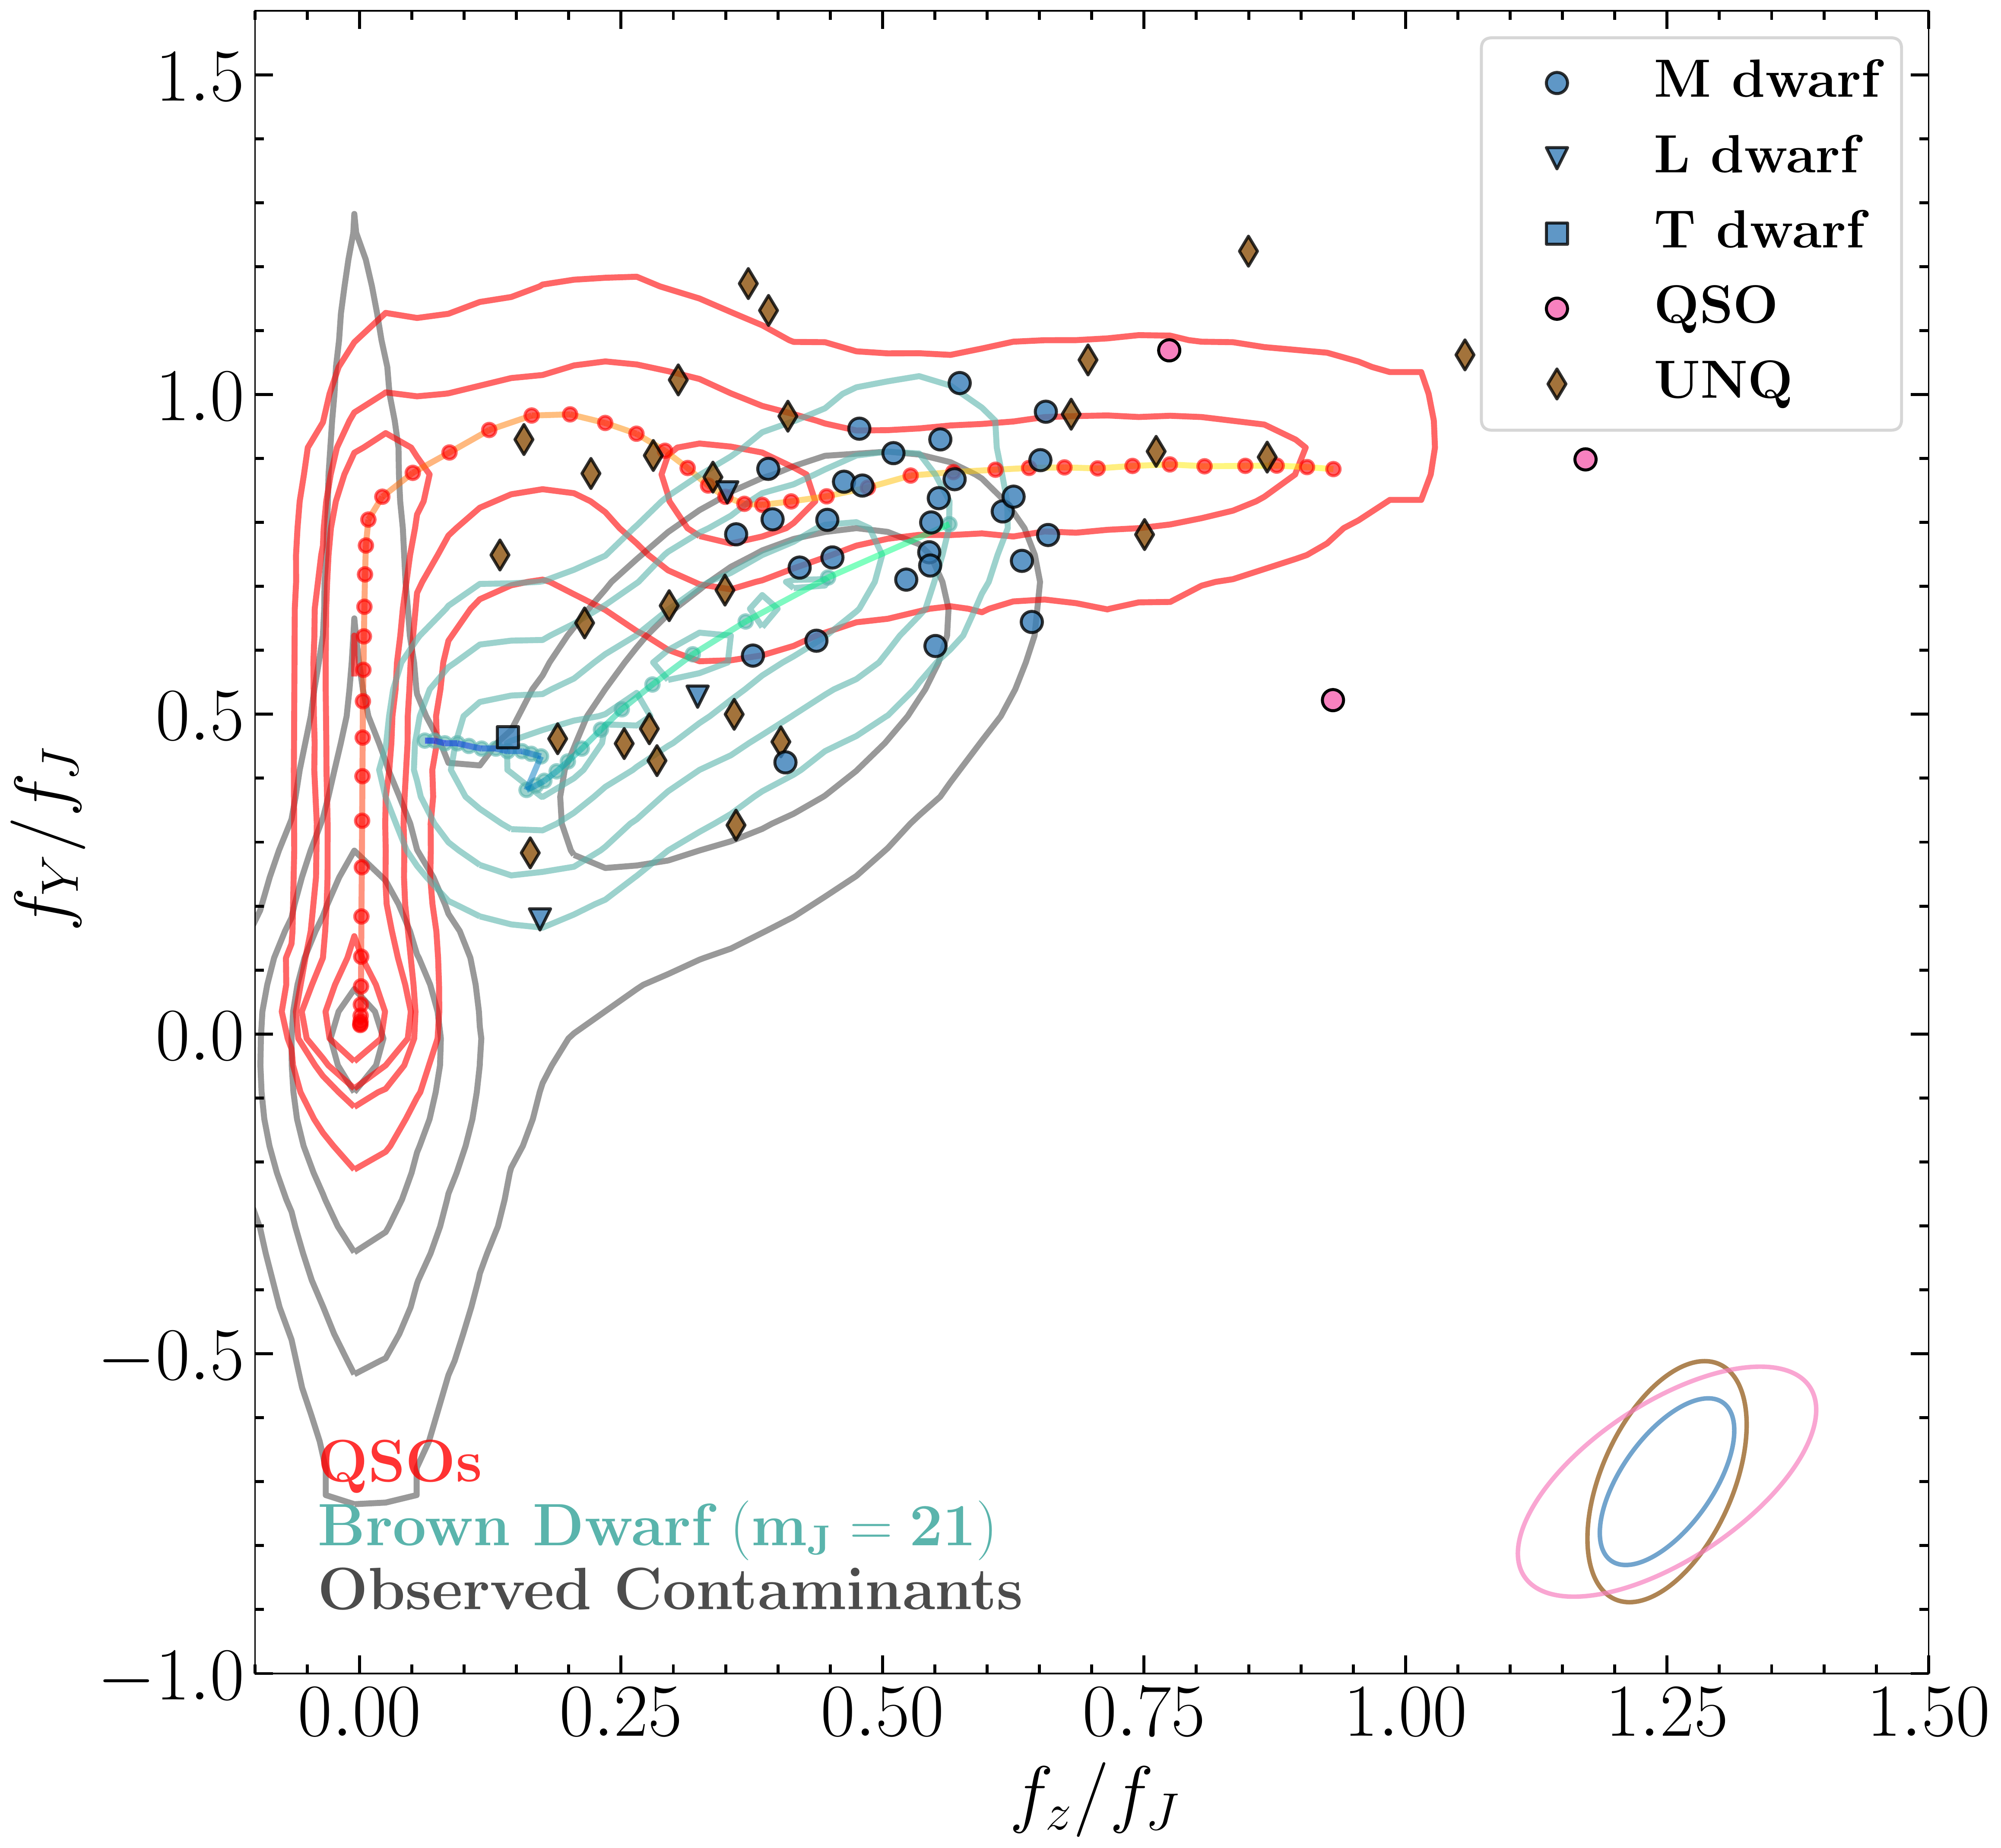 1.5
1.0
0.5
0.0
−0.5
−1.0
f_Y/f_J
M dwarf
L dwarf
T dwarf
QSO
UNQ
QSOs
Brown Dwarf (m_J = 21)
Observed Contaminants
0.00 0.25 0.50 0.75 1.00 1.25 1.50
f_z/f_J